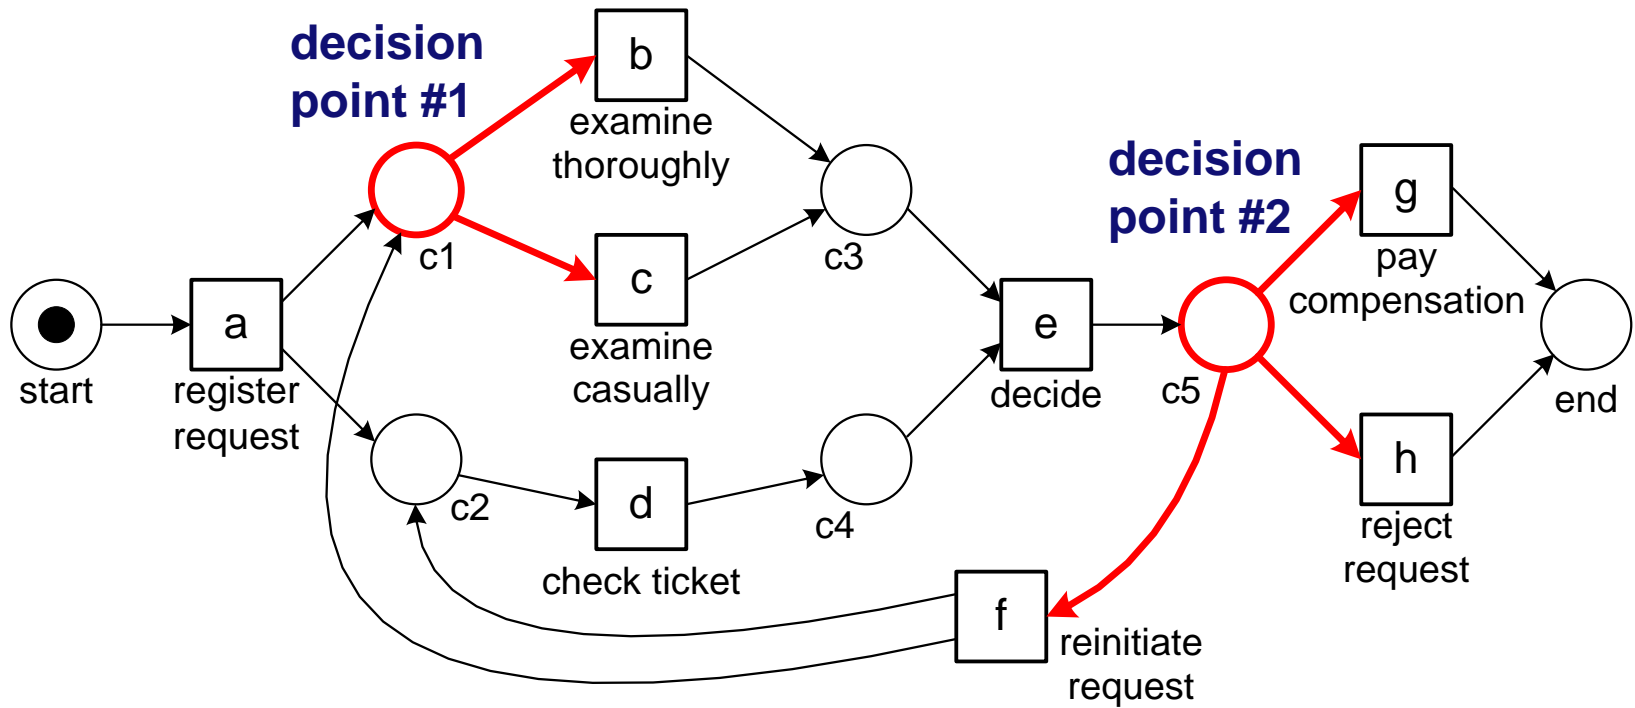 decision
point #1
b
examine
thoroughly
c1
c
examine
casually
c3
start
a
register
request
c2
d
check ticket
c4
e
decide
decision
point #2
c5
g
pay
compensation
h
reject
request
end
f
reinitiate
request